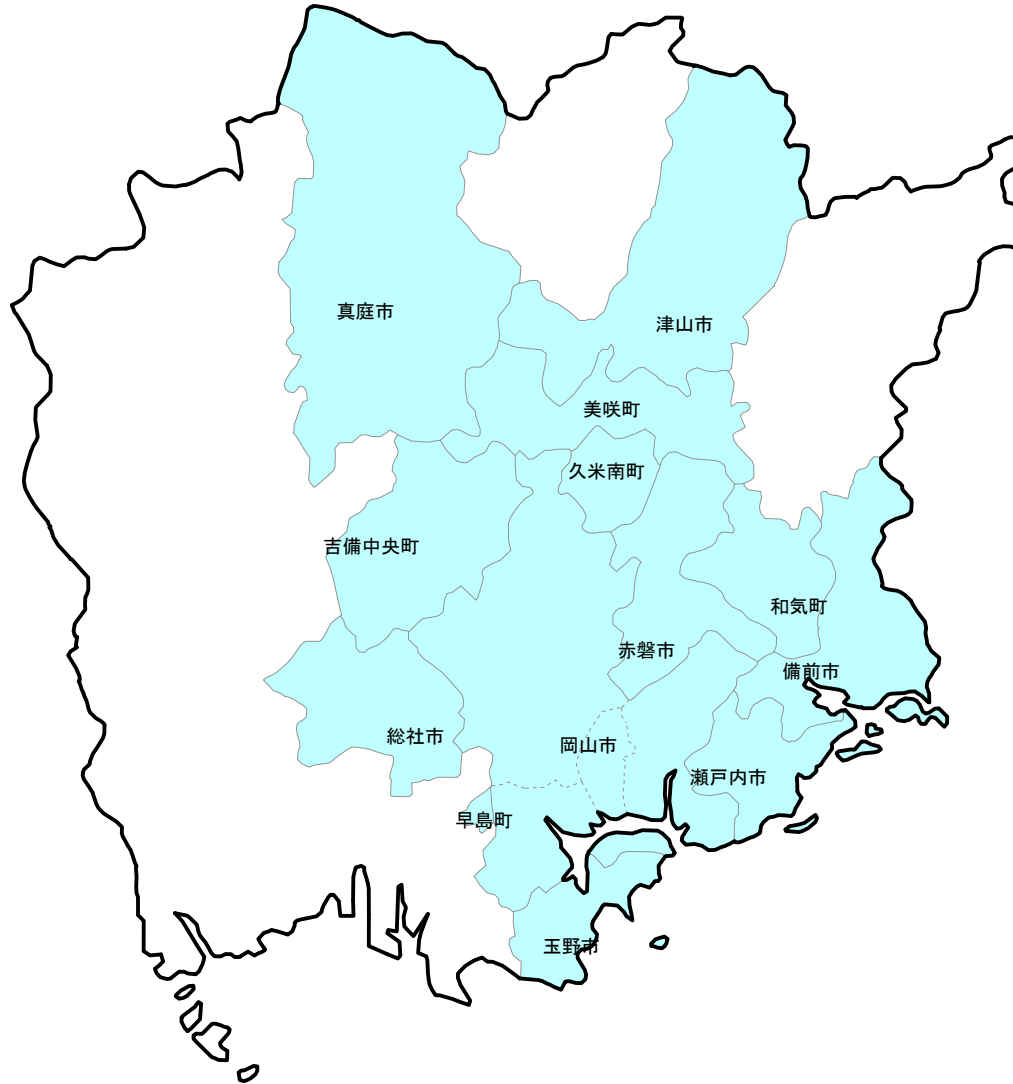 真庭市
津山市
美咲町
久米南町
吉備中央町
和気町
赤磐市
備前市
総社市
岡山市
瀬戸内市
早島町
玉野市